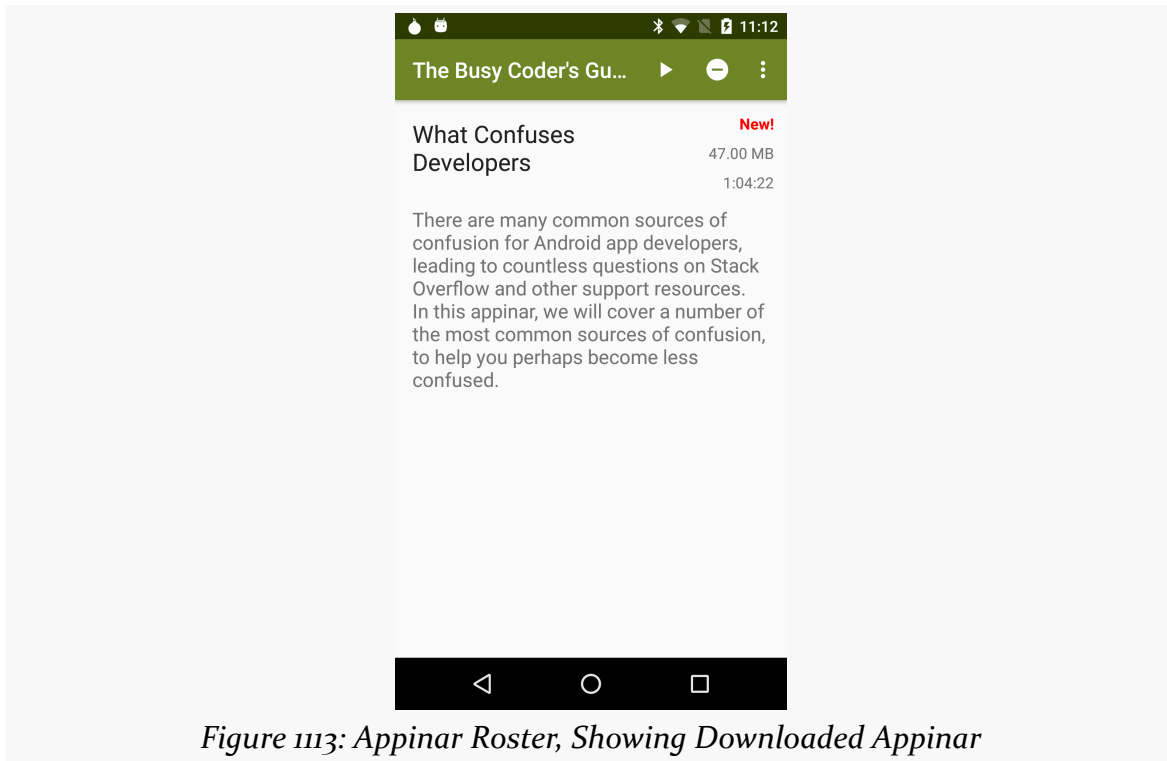 11:12
The Busy Coder's Gu...
What Confuses
Developers
New!
47.00 MB
1:04:22
There are many common sources of
confusion for Android app developers,
leading to countless questions on Stack
Overflow and other support resources.
In this appinar, we will cover a number of
the most common sources of confusion,
to help you perhaps become less
confused.
Figure 1113: Appinar Roster, Showing Downloaded Appinar